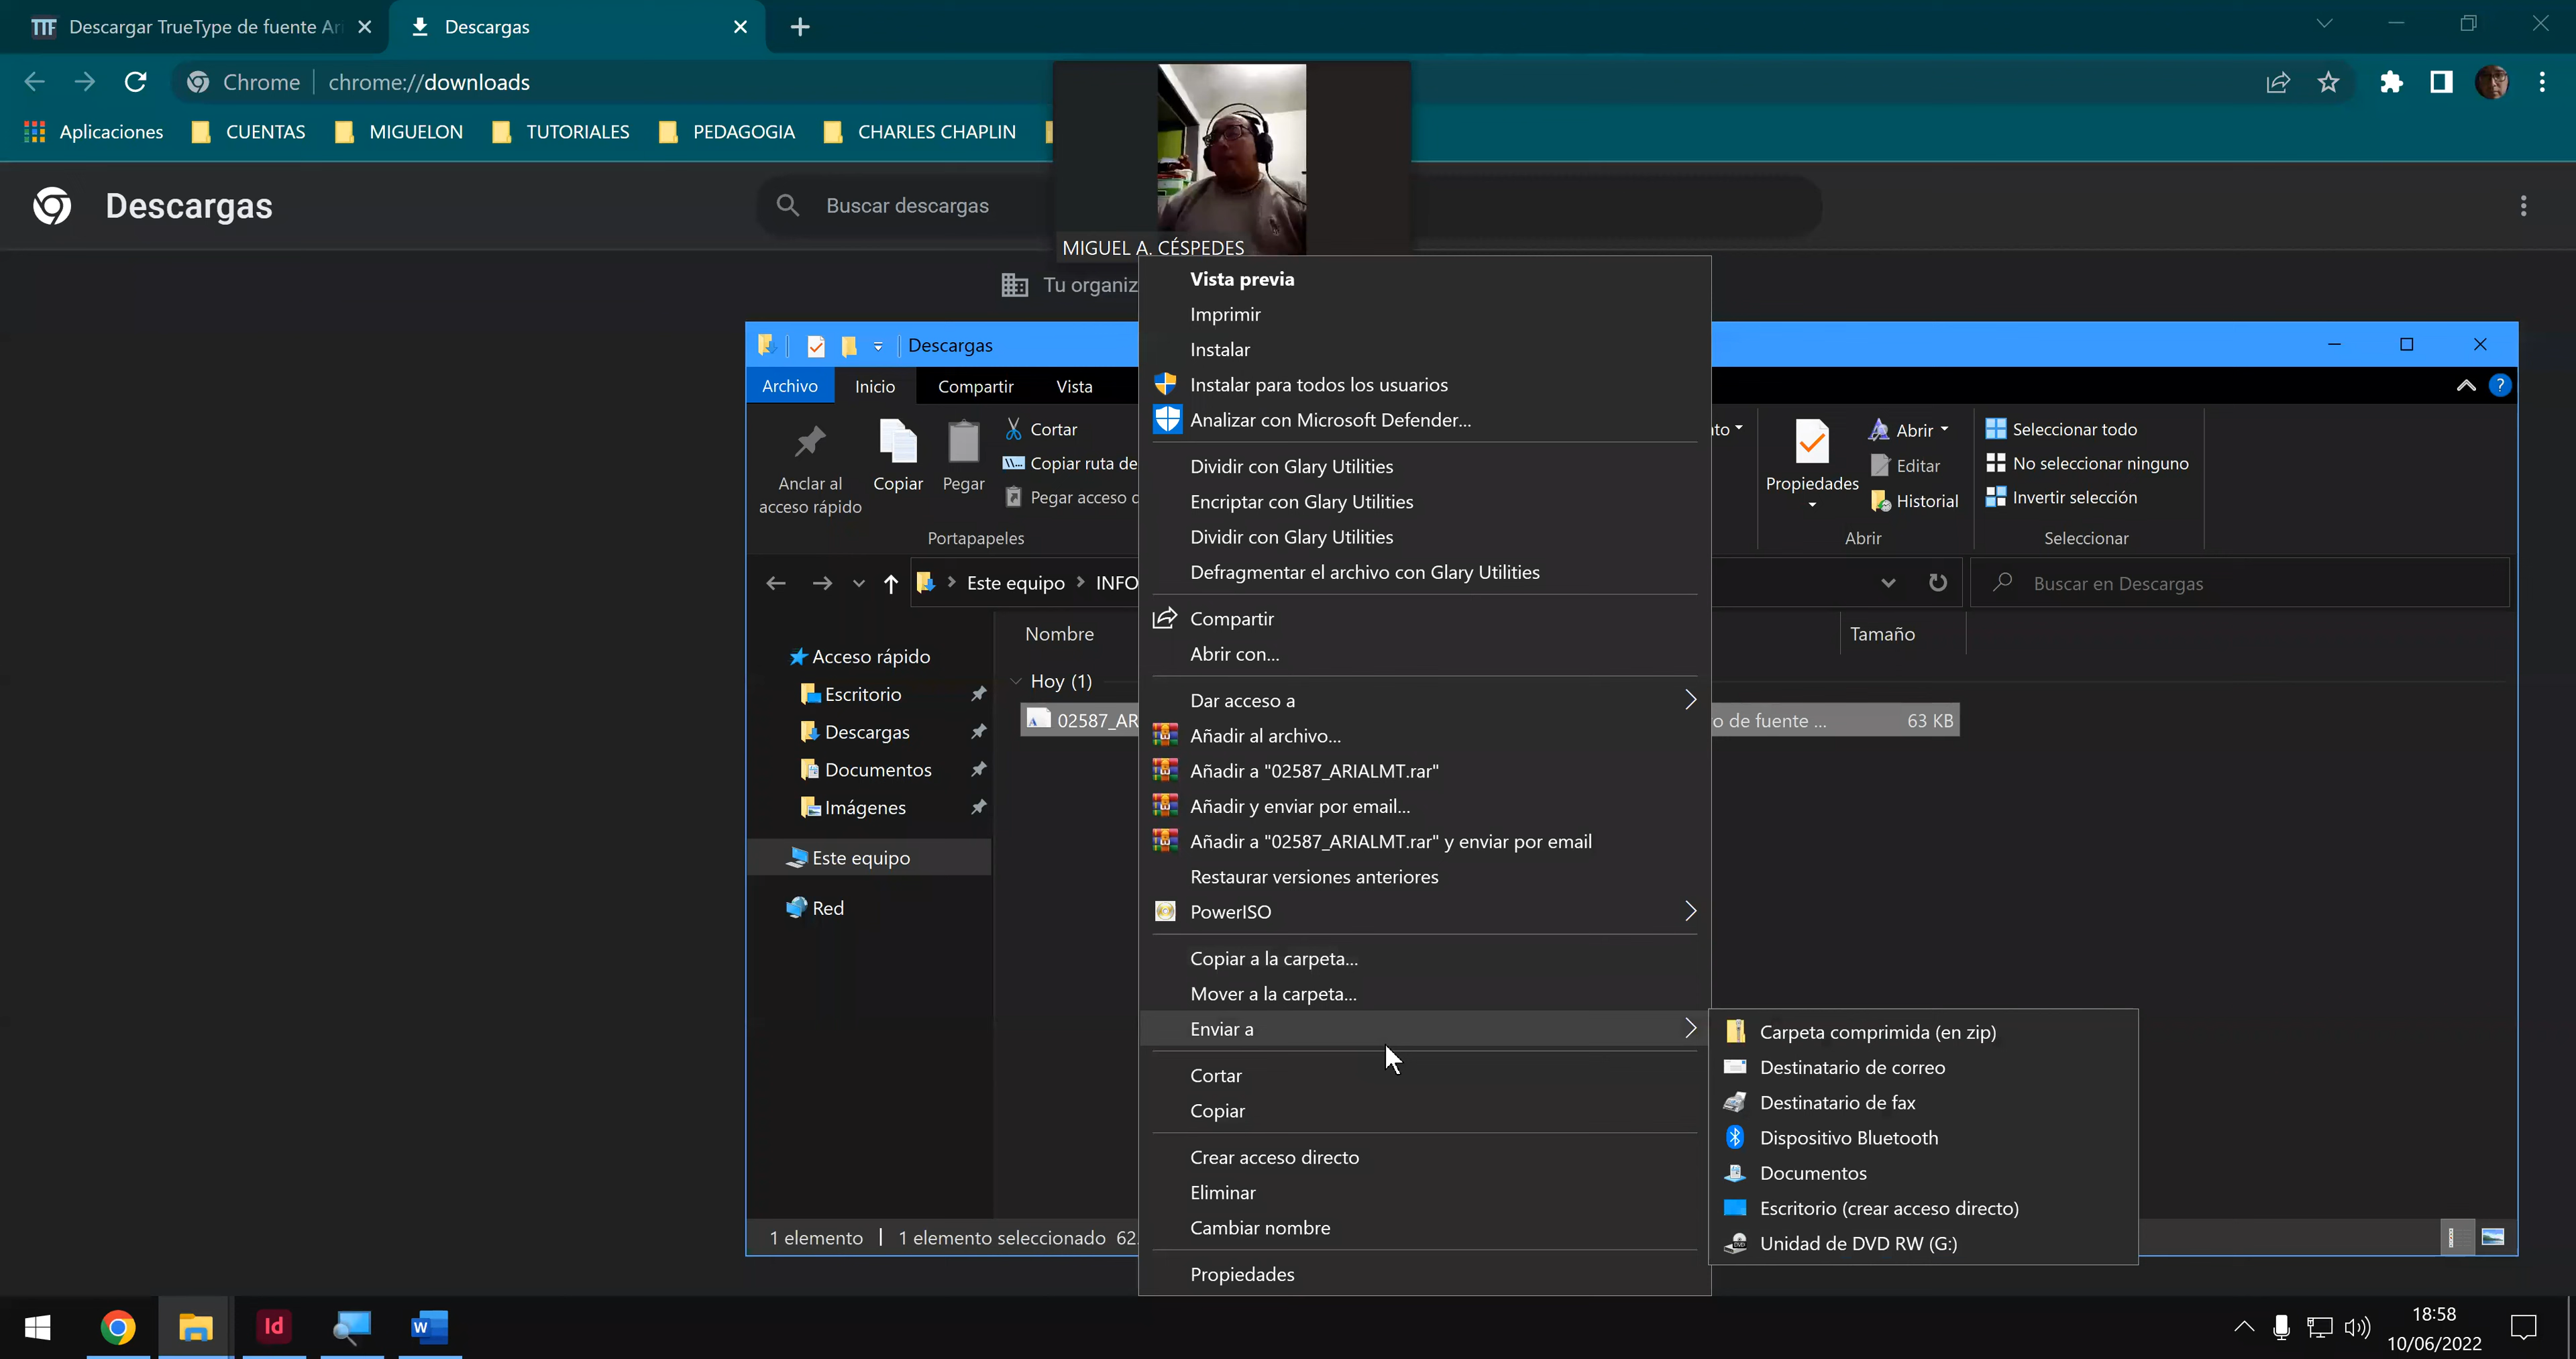 Descargar TrueType de fuente Ari
Descargas
Chrome
chrome://downloads
Aplicaciones
CUENTAS
MIGUELON
TUTORIALES
PEDAGOGIA
CHARLES CHAPLIN
Descargas
Buscar descargas
MIGUEL A. CÉSPEDES
Tu organiz
Descargas
Archivo
Inicio
Compartir
Vista
Anclar al
acceso rápido
Copiar
Pegar
Cortar
Copiar ruta de
Pegar acceso
Portapapeles
Propiedades
Abrir
Editar
Historial
Abrir
Seleccionar todo
No seleccionar ninguno
Invertir selección
Seleccionar
Este equipo
INFO
Buscar en Descargas
Acceso rápido
Escritorio
Descargas
Documentos
Imágenes
Este equipo
Red
Nombre
Tamaño
Hoy (1)
02587_AR
o de fuente ...
63 KB
1 elemento
1 elemento seleccionado 62
Vista previa
Imprimir
Instalar
Instalar para todos los usuarios
Analizar con Microsoft Defender...
Dividir con Glary Utilities
Encriptar con Glary Utilities
Dividir con Glary Utilities
Defragmentar el archivo con Glary Utilities
Compartir
Abrir con...
Dar acceso a
Añadir al archivo...
Añadir a "02587_ARIALMT.rar"
Añadir y enviar por email...
Añadir a "02587_ARIALMT.rar" y enviar por email
Restaurar versiones anteriores
PowerISO
Copiar a la carpeta...
Mover a la carpeta...
Enviar a
Cortar
Copiar
Crear acceso directo
Eliminar
Cambiar nombre
Propiedades
Carpeta comprimida (en zip)
Destinatario de correo
Destinatario de fax
Dispositivo Bluetooth
Documentos
Escritorio (crear acceso directo)
Unidad de DVD RW (G:)
18:58
10/06/2022